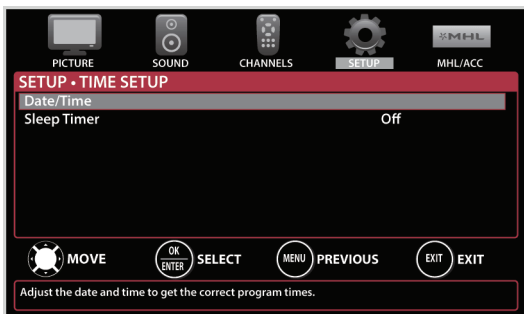 MHL
PICTURE SOUND CHANNELS SETUP MHL/ACC
SETUP • TIME SETUP
Date/Time
Sleep Timer Off
MOVE OK ENTER SELECT MENU PREVIOUS EXIT EXIT
Adjust the date and time to get the correct program times.